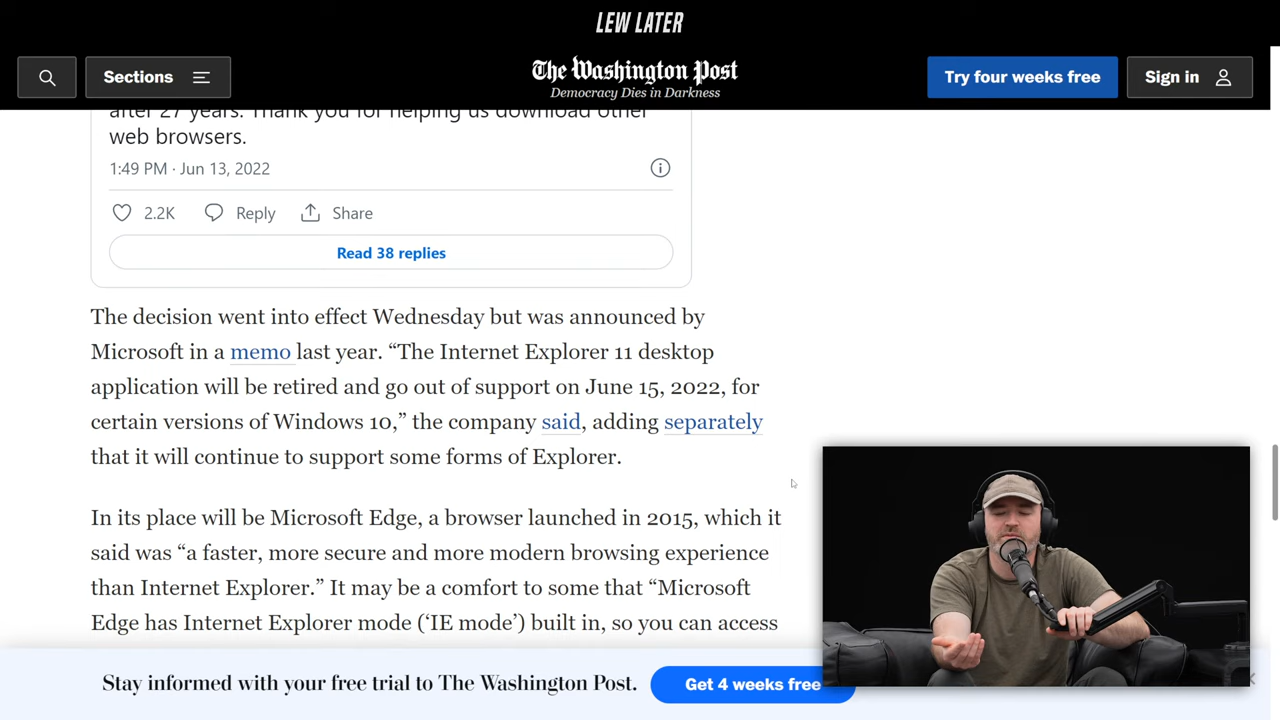 LEW LATER
Sections
The Washington Post
Democracy Dies in Darkness
Try four weeks free
Sign in
after 27 years. Thank you for helping us download other
web browsers.
1:49 PM · Jun 13, 2022
2.2K
Reply
Share
Read 38 replies
The decision went into effect Wednesday but was announced by
Microsoft in a memo last year. “The Internet Explorer 11 desktop
application will be retired and go out of support on June 15, 2022, for
certain versions of Windows 10,” the company said, adding separately
that it will continue to support some forms of Explorer.
In its place will be Microsoft Edge, a browser launched in 2015, which it
said was “a faster, more secure and more modern browsing experience
than Internet Explorer.” It may be a comfort to some that “Microsoft
Edge has Internet Explorer mode (‘IE mode’) built in, so you can access
Stay informed with your free trial to The Washington Post.
Get 4 weeks free